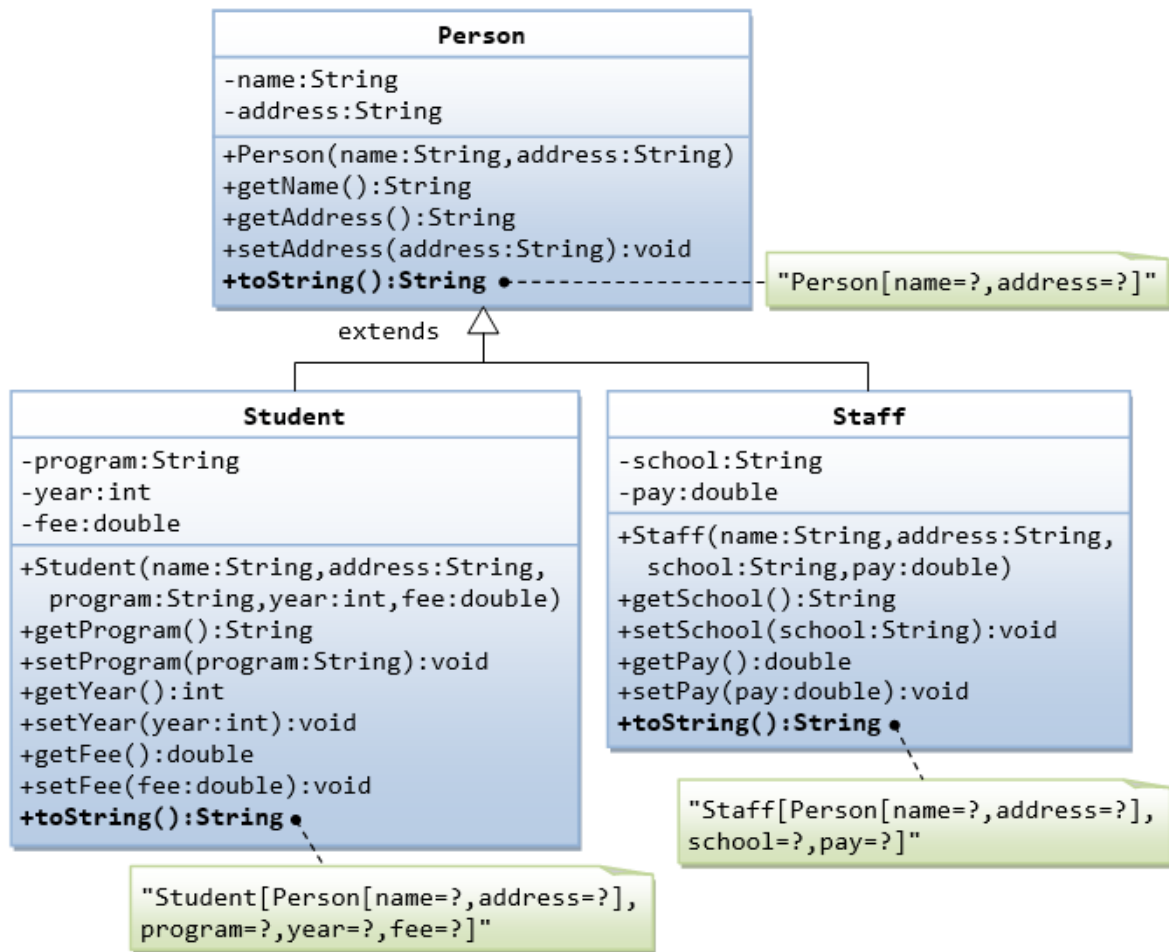 Person
-name:String
-address:String
+Person(name:String,address:String)
+getName():String
+getAddress():String
+setAddress(address:String):void
+toString():String
"Person[name=?,address=?]"
extends
Student
-program:String
-year:int
-fee:double
+Student(name:String,address:String,
program:String,year:int,fee:double)
+getProgram():String
+setProgram(program:String):void
+getYear():int
+setYear(year:int):void
+getFee():double
+setFee(fee:double):void
+toString():String
"Student[Person[name=?,address=?],
program=?,year=?,fee=?]"
Staff
-school:String
-pay:double
+Staff(name:String,address:String,
school:String,pay:double)
+getSchool():String
+setSchool(school:String):void
+getPay():double
+setPay(pay:double):void
+toString():String
"Staff[Person[name=?,address=?],
school=?,pay=?]"